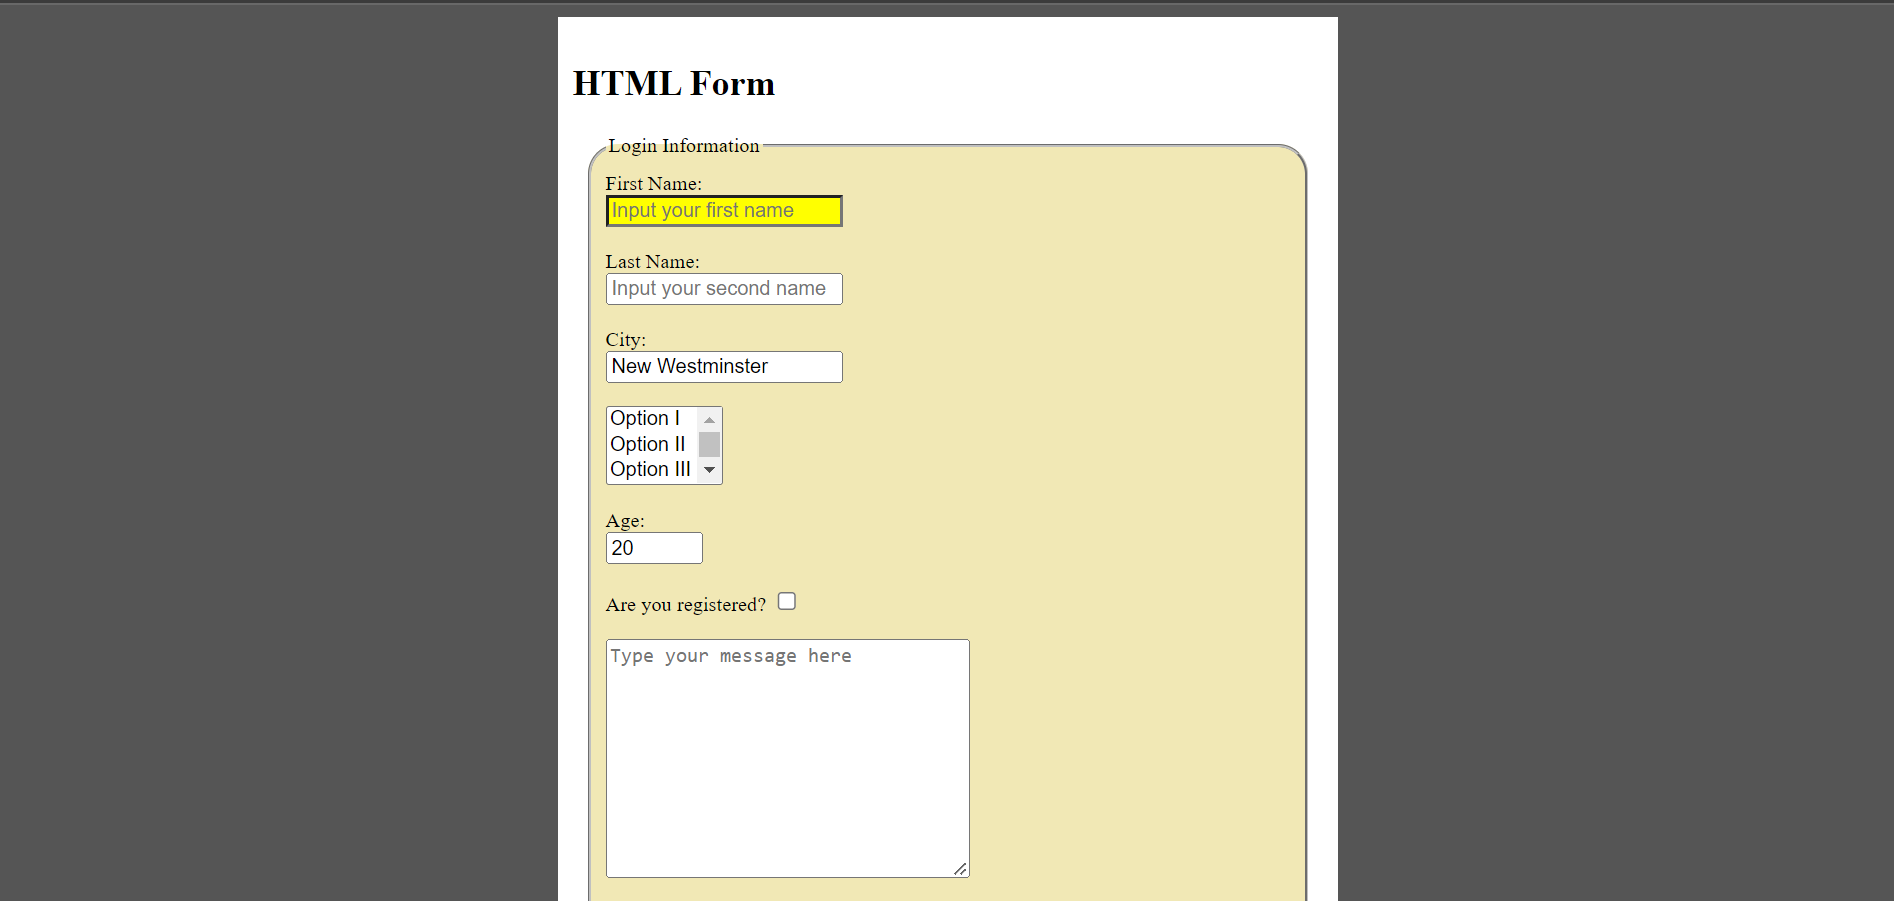 HTML Form
Login Information
First Name:
Input your first name
Last Name:
Input your second name
City:
New Westminster
Option I
Option II
Option III
Age:
20
Are you registered?
Type your message here